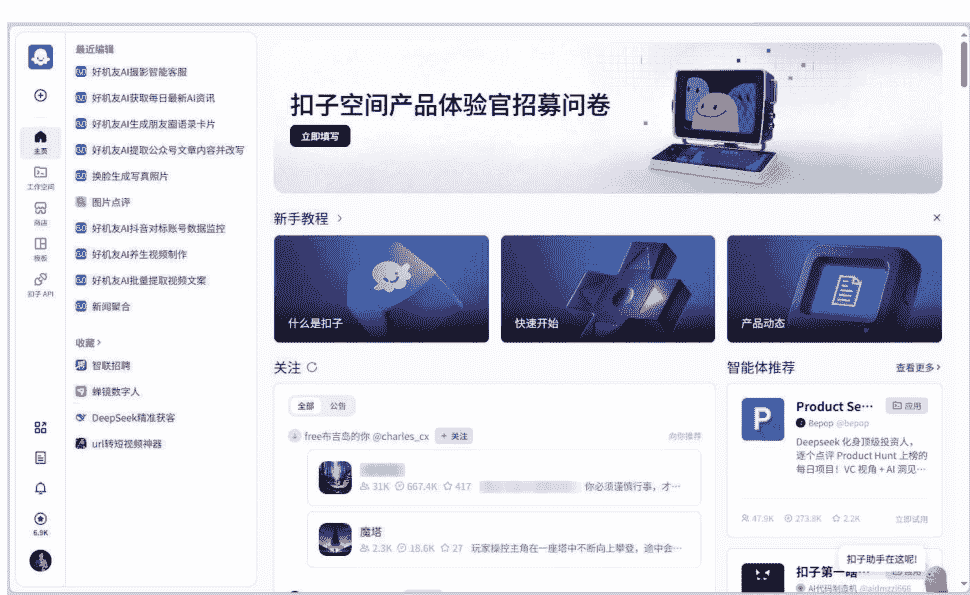 主页
工作空间
商店
模板
扣子 API
6.9K
最近编辑
好机友AI摄影智能客服
好机友AI获取每日最新AI资讯
好机友AI生成朋友圈语录卡片
好机友AI提取公众号文章内容并改写
换脸生成写真照片
图片点评
好机友AI抖音对标账号数据监控
好机友AI养生视频制作
好机友AI批量提取视频文案
新闻聚合
收藏 >
智联招聘
蝉镜数字人
DeepSeek精准获客
url转短视频神器
扣子空间产品体验官招募问卷
立即填写
新手教程 >
什么是扣子
快速开始
产品动态
关注
全部 公告
free布吉岛的你 @charles_cx + 关注 向你推荐
31K 667.4K 417 你必须谨慎行事，才…
魔塔
2.3K 18.6K 27 玩家操控主角在一座塔中不断向上攀登，途中会…
智能体推荐 查看更多 >
P
Product Se… 应用
Bepop @bepop
Deepseek 化身顶级投资人，
逐个点评 Product Hunt 上榜的
每日项目！VC 视角 + AI 洞见…
47.9K 273.8K 2.2K 立即试用
扣子助手在这呢!
扣子第一
AI代码制造机